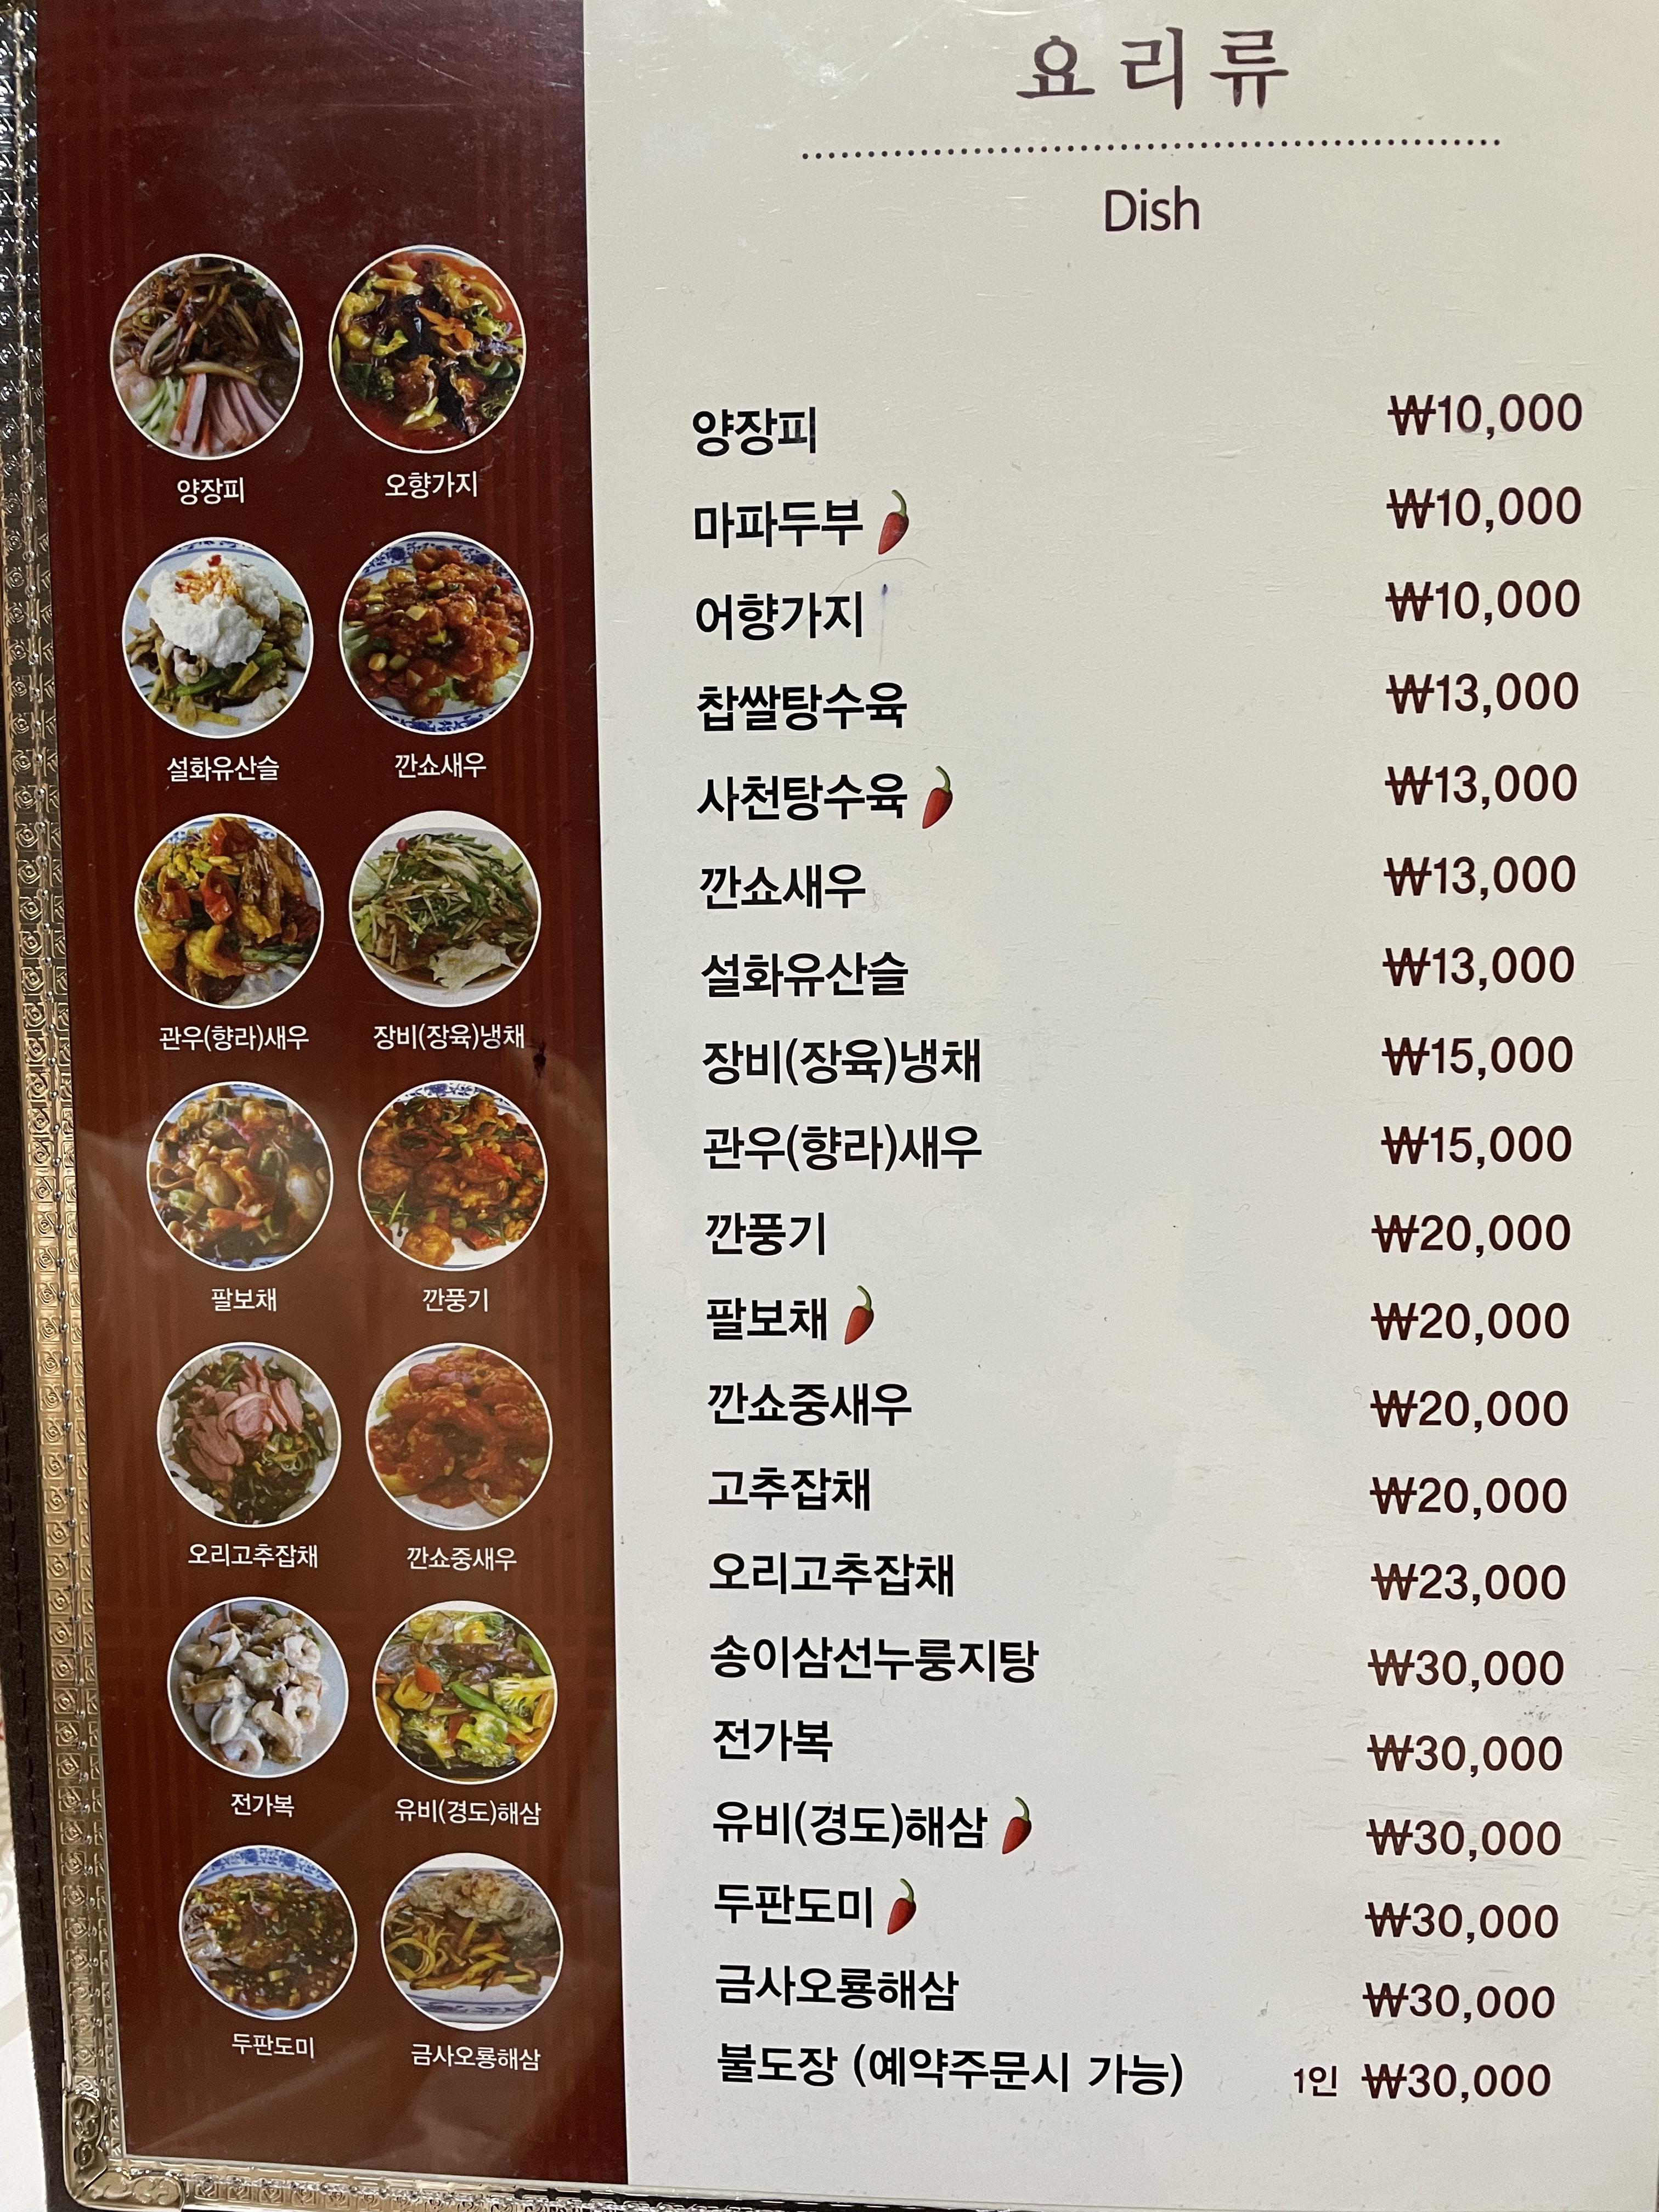 요리류
Dish
양장피 오향가지
설화유산슬 깐쇼새우
관우(향라)새우 장비(장육)냉채
팔보채 깐풍기
오리고추잡채 깐쇼중새우
전가복 유비(경도)해삼
두판도미 금사오룡해삼
양장피 ₩10,000
마파두부 ₩10,000
어향가지 ₩10,000
찹쌀탕수육 ₩13,000
사천탕수육 ₩13,000
깐쇼새우 ₩13,000
설화유산슬 ₩13,000
장비(장육)냉채 ₩15,000
관우(향라)새우 ₩15,000
깐풍기 ₩20,000
팔보채 ₩20,000
깐쇼중새우 ₩20,000
고추잡채 ₩20,000
오리고추잡채 ₩23,000
송이삼선누룽지탕 ₩30,000
전가복 ₩30,000
유비(경도)해삼 ₩30,000
두판도미 ₩30,000
금사오룡해삼 ₩30,000
불도장 (예약주문시 가능) 1인 ₩30,000